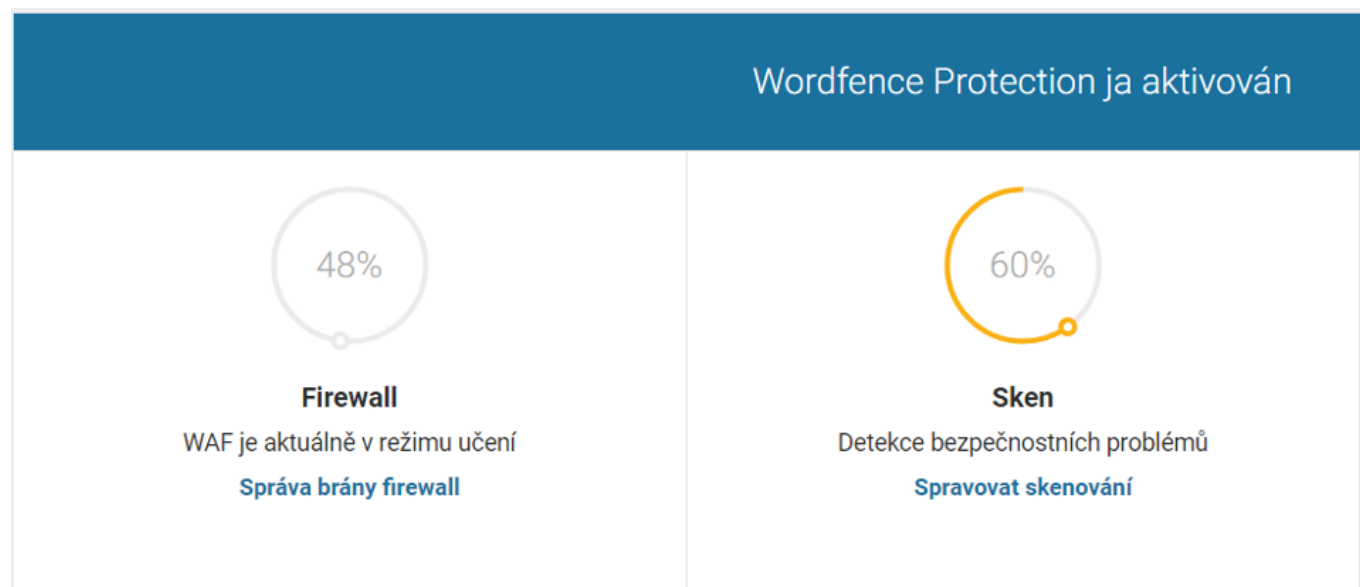 Wordfence Protection ja aktivován
48%
Firewall
WAF je aktuálně v režimu učení
Správa brány firewall
60%
Sken
Detekce bezpečnostních problémů
Spravovat skenování